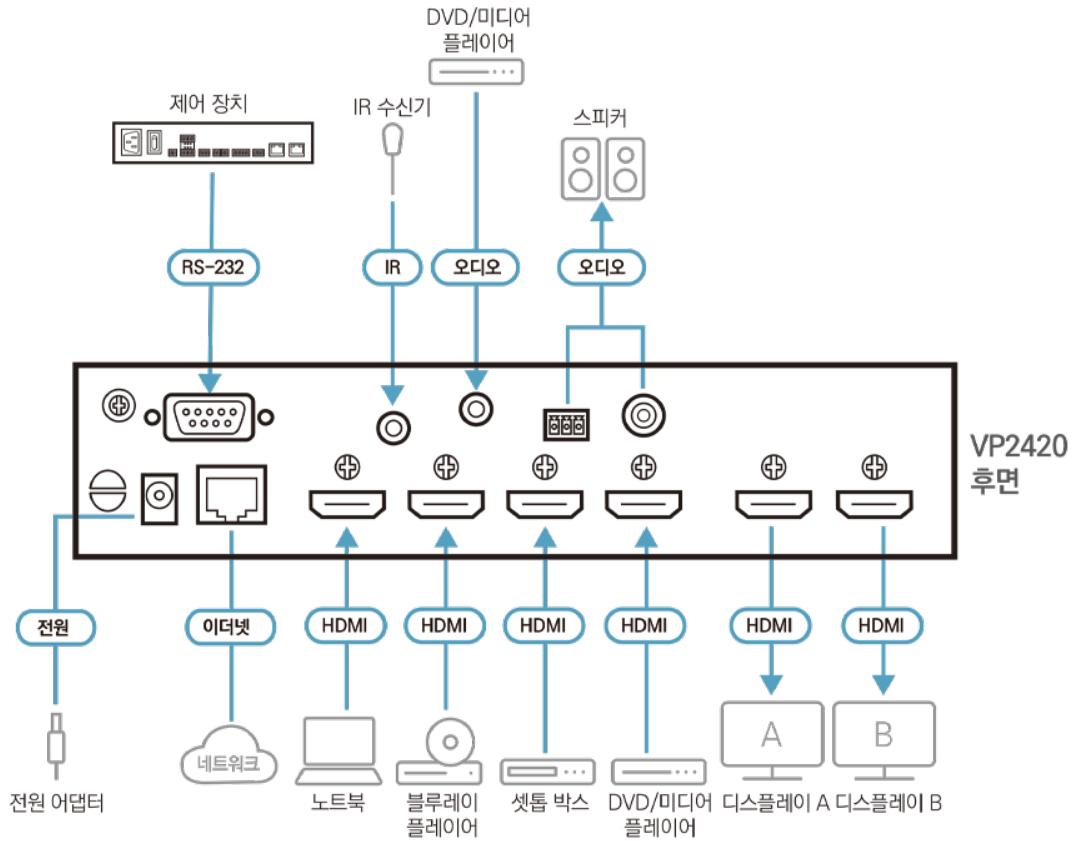 DVD/미디어
플레이어
제어 장치
IR 수신기
스피커
RS-232
IR
오디오
오디오
VP2420
후면
전원
이더넷
HDMI
HDMI
HDMI
HDMI
HDMI
HDMI
A
B
네트워크
전원 어댑터
노트북
블루레이
플레이어
셋톱 박스
DVD/미디어
플레이어
디스플레이 A
디스플레이 B